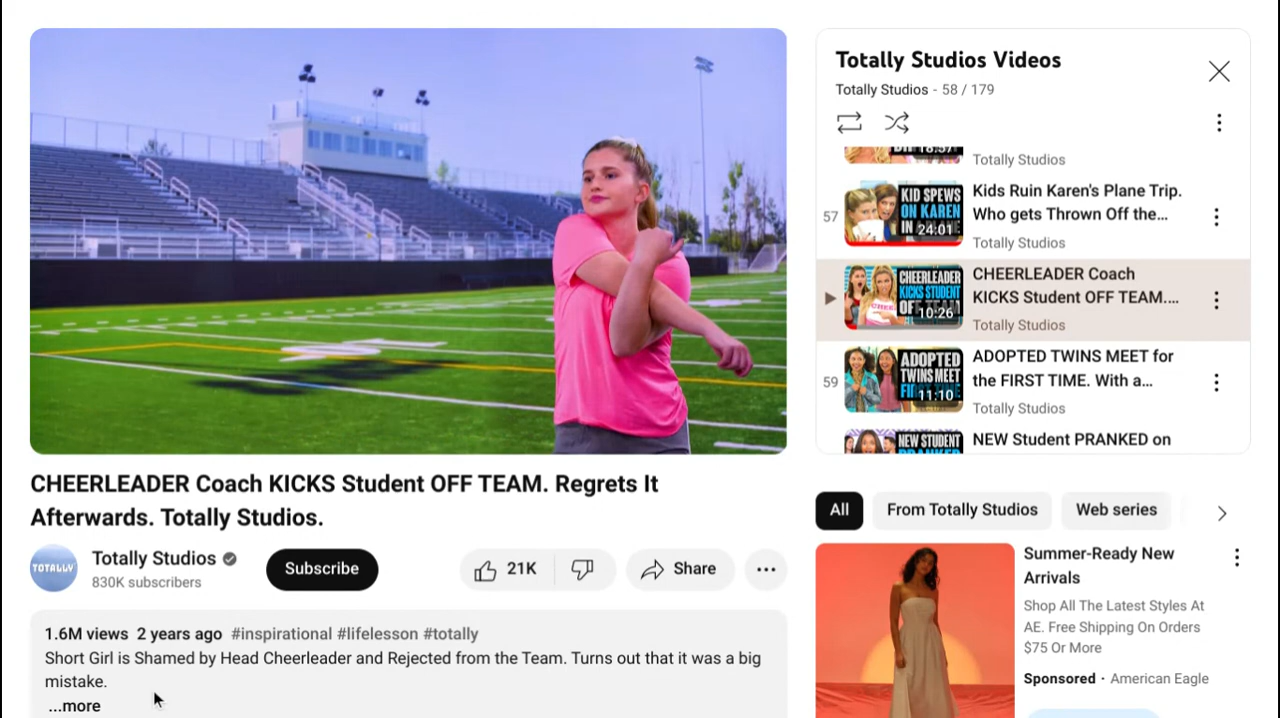 CHEERLEADER Coach KICKS Student OFF TEAM. Regrets It
Afterwards. Totally Studios.
TOTALLY
Totally Studios
830K subscribers
Subscribe
21K
Share
1.6M views 2 years ago #inspirational #lifelesson #totally
Short Girl is Shamed by Head Cheerleader and Rejected from the Team. Turns out that it was a big
mistake.
...more
Totally Studios Videos
Totally Studios - 58 / 179
18:57
Totally Studios
57
KID SPEWS
ON KAREN
IN 24:01
Kids Ruin Karen's Plane Trip.
Who gets Thrown Off the...
Totally Studios
CHEERLEADER
KICKS STUDENT
OFF TEAM
10:26
CHEERLEADER Coach
KICKS Student OFF TEAM....
Totally Studios
59
ADOPTED
TWINS MEET
11:10
ADOPTED TWINS MEET for
the FIRST TIME. With a...
Totally Studios
NEW STUDENT
PRANKED
NEW Student PRANKED on
All
From Totally Studios
Web series
Summer-Ready New
Arrivals
Shop All The Latest Styles At
AE. Free Shipping On Orders
$75 Or More
Sponsored · American Eagle